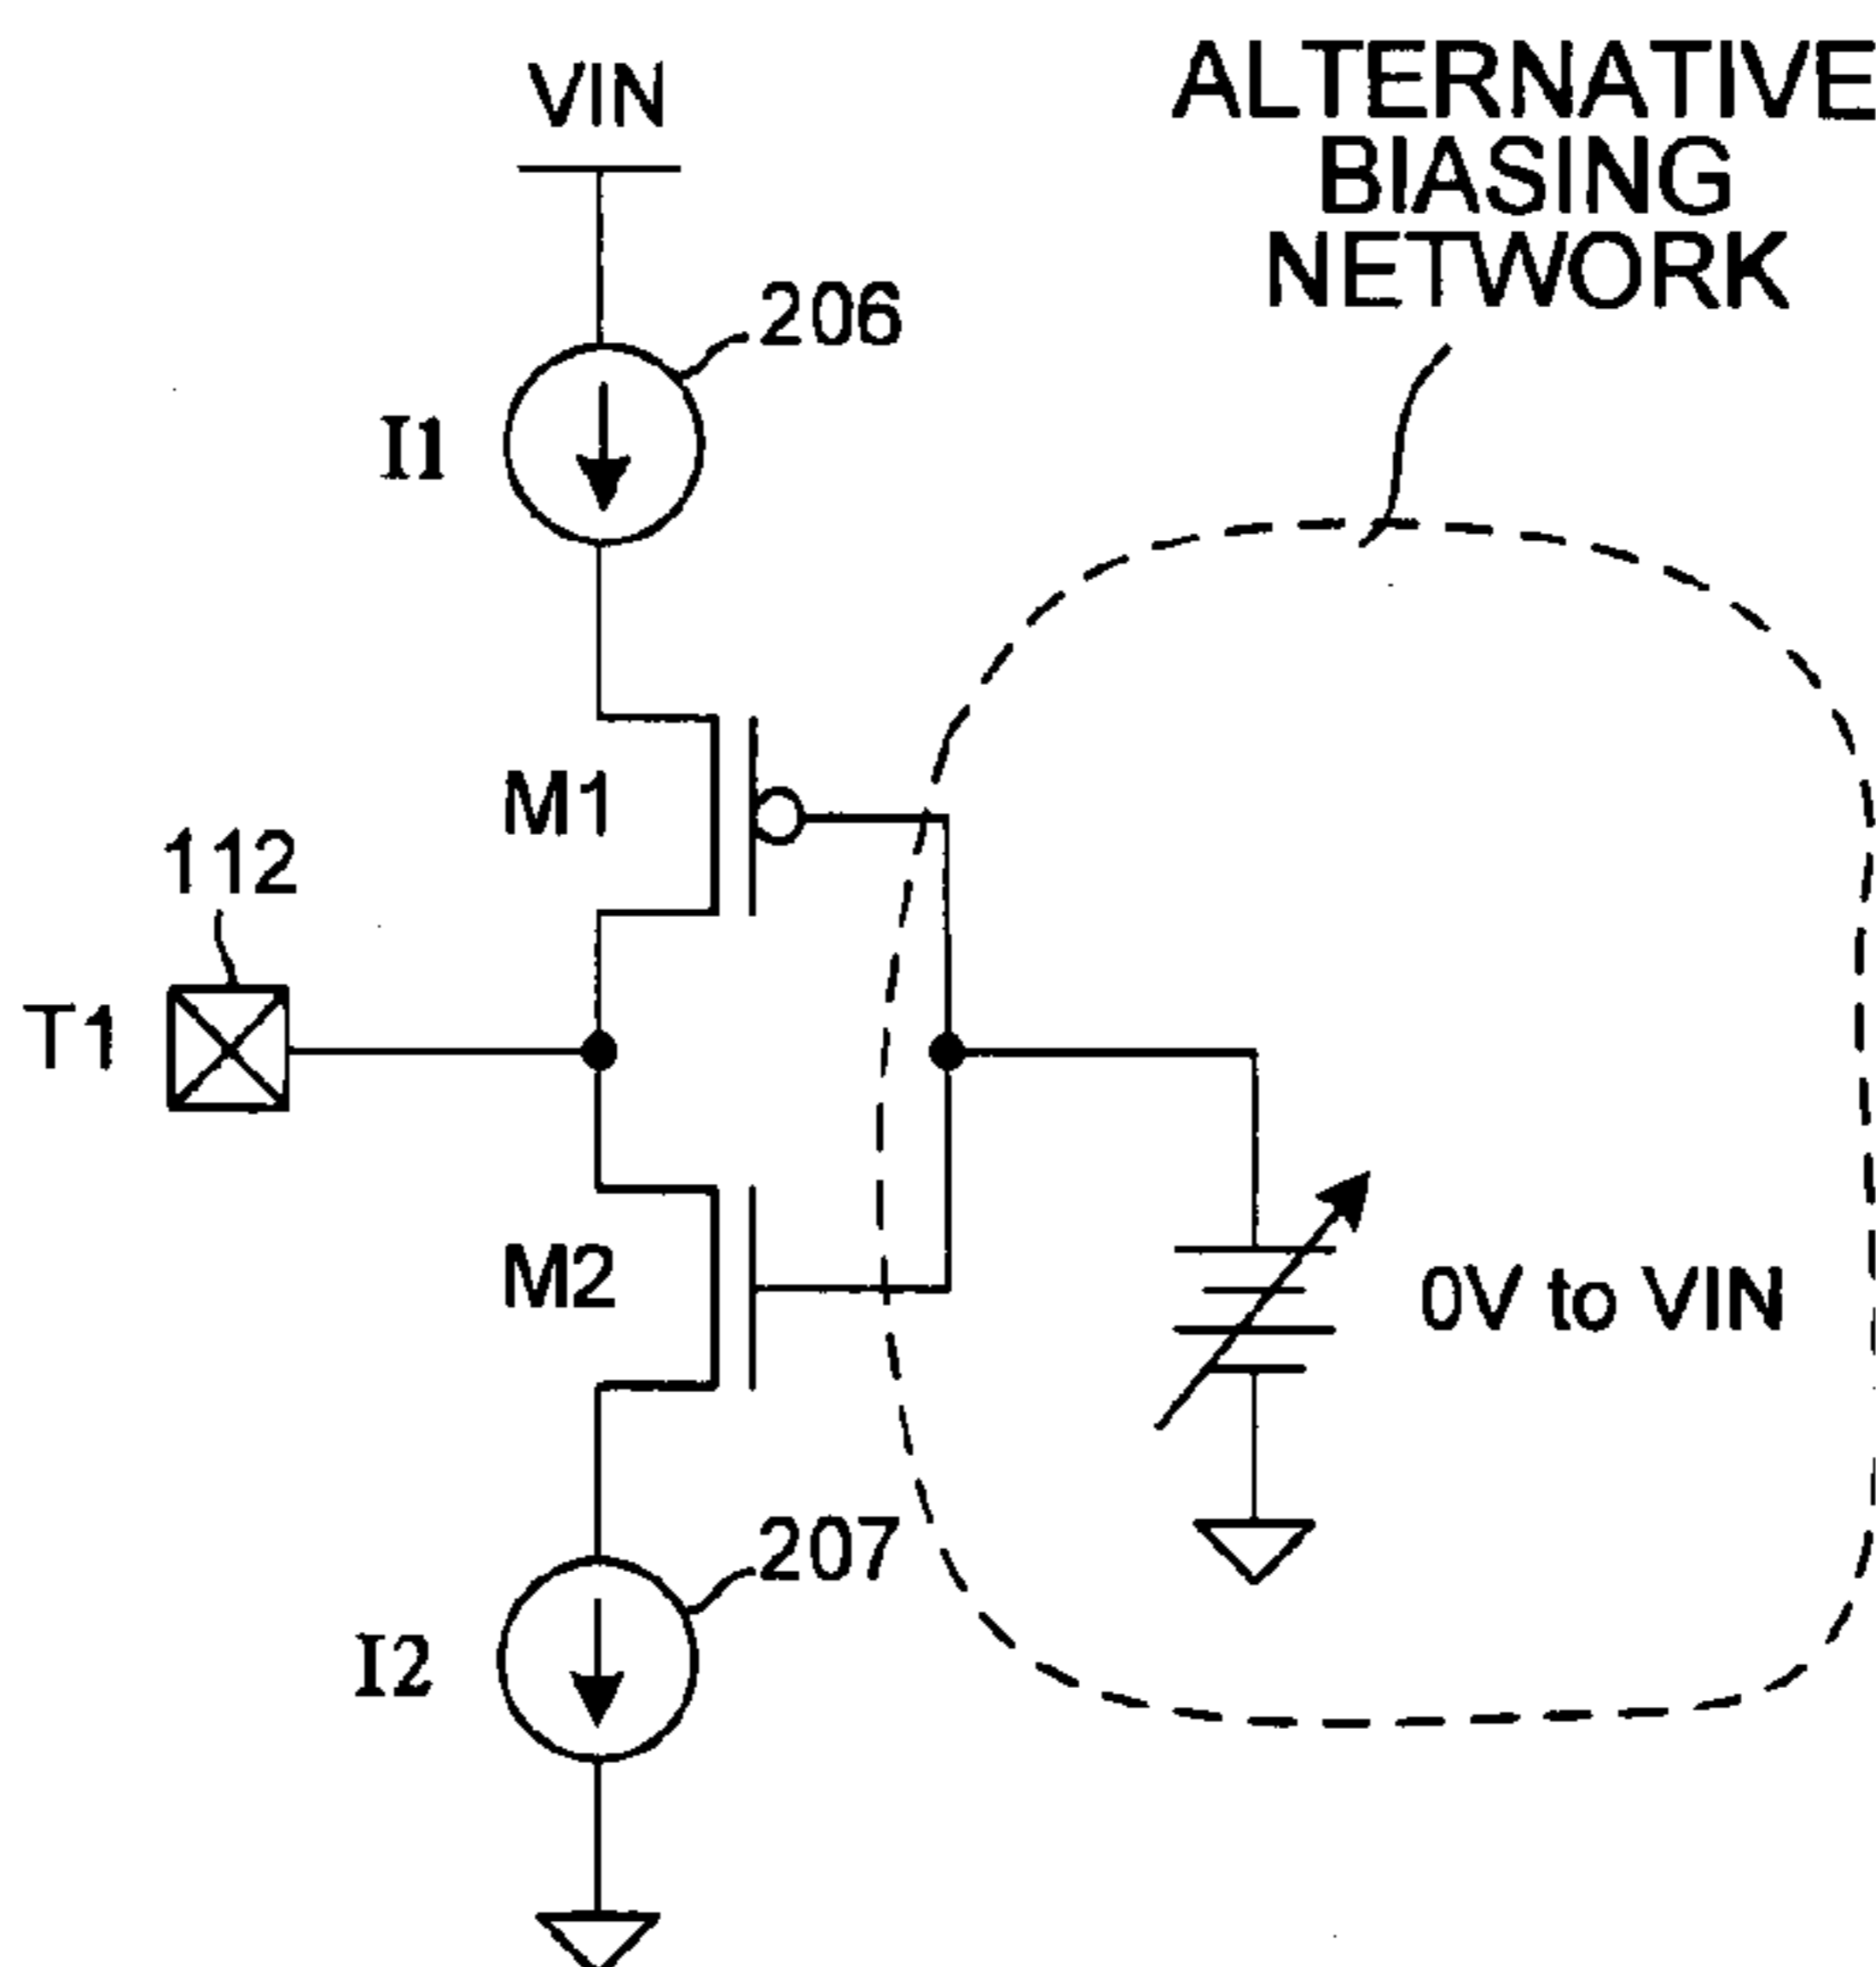 VIN
ALTERNATIVE
BIASING
NETWORK
206
I1
M1
112
T1
M2
0V to VIN
207
I2